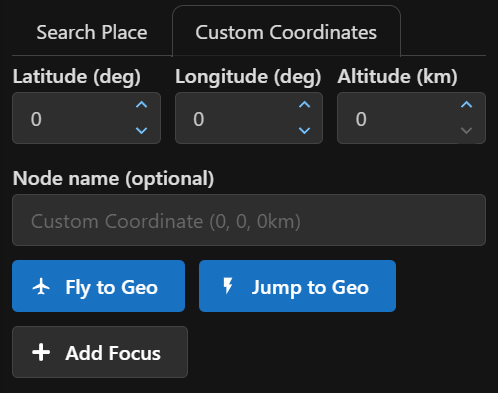 Search Place
Custom Coordinates
Latitude (deg) Longitude (deg) Altitude (km)
0 0 0
Node name (optional)
Custom Coordinate (0, 0, 0km)
Fly to Geo
Jump to Geo
Add Focus